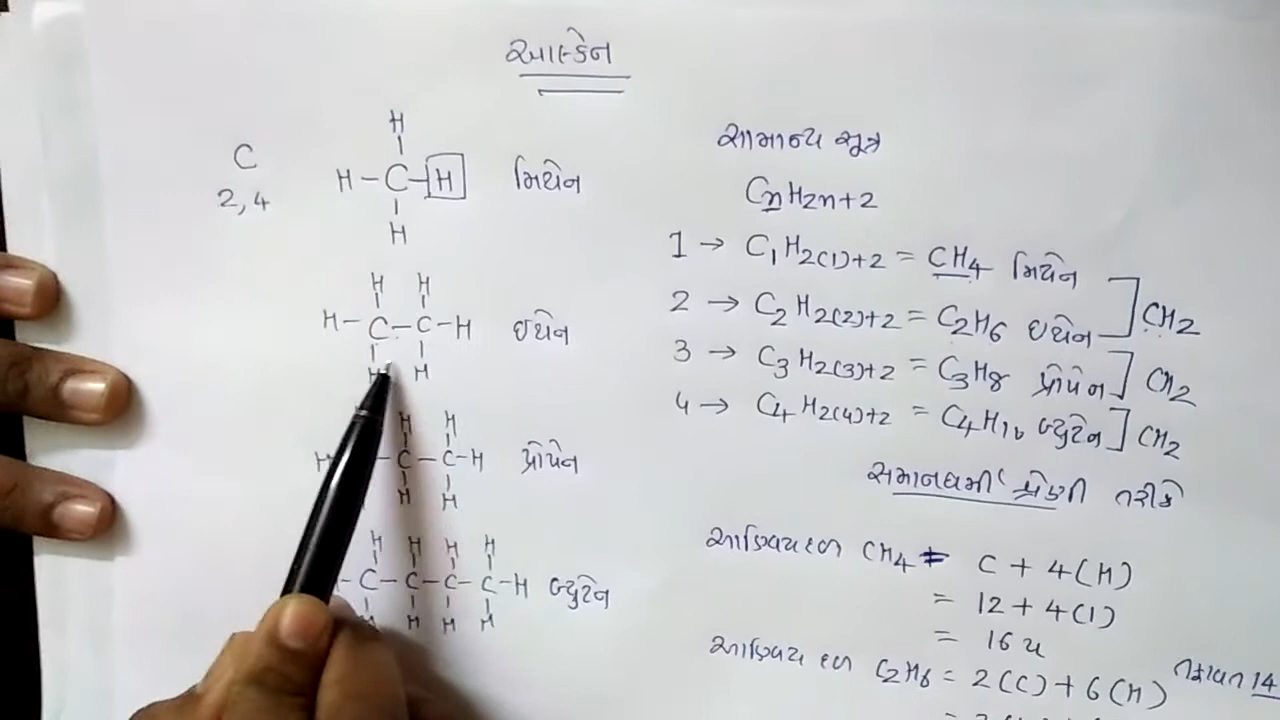 આલ્કેન
C
2,4
H
H – C – H મિથેન
H
H H
H – C – C – H ઇથેન
H H
H H
H C – C – H પ્રોપેન
H H
H H H H
– C – C – C – C – H બ્યુટેન
H H H H
સામાન્ય સૂત્ર
CnH2n+2
1 → C1H2(1)+2 = CH4 મિથેન
2 → C2H2(2)+2 = C2H6 ઇથેન ] CH2
3 → C3H2(3)+2 = C3H8 પ્રોપેન ] CH2
4 → C4H2(4)+2 = C4H10 બ્યુટેન ] CH2
સમાનધર્મી શ્રેણી તરીકે
આણ્વિયદળ CH4 = C + 4(H)
= 12 + 4(1)
= 16 u
આણ્વિય દળ C2H6 = 2(C) + 6(H) તફાવત 14